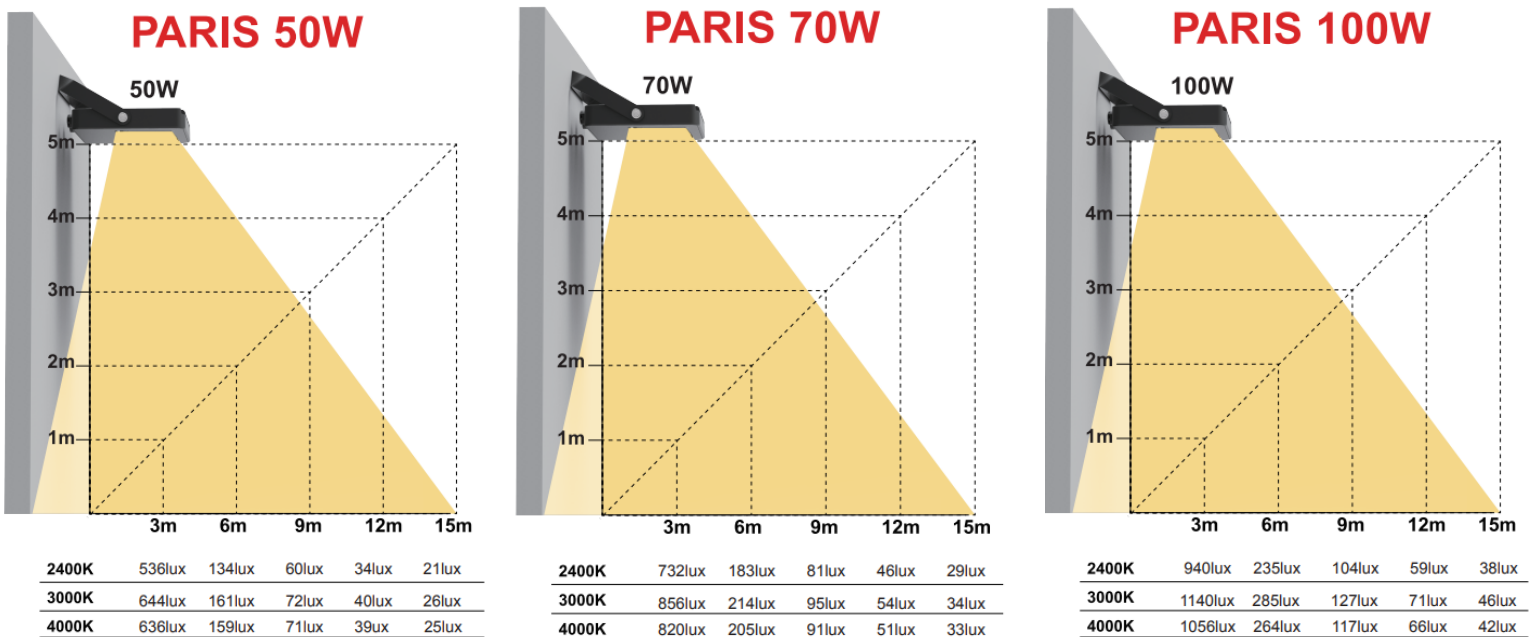 PARIS 50W
50W
5m
4m
3m
2m
1m
3m 6m 9m 12m 15m
2400K 536lux 134lux 60lux 34lux 21lux
3000K 644lux 161lux 72lux 40lux 26lux
4000K 636lux 159lux 71lux 39ux 25lux
PARIS 70W
70W
5m
4m
3m
2m
1m
3m 6m 9m 12m 15m
2400K 732lux 183lux 81lux 46lux 29lux
3000K 856lux 214lux 95lux 54lux 34lux
4000K 820lux 205lux 91lux 51lux 33lux
PARIS 100W
100W
5m
4m
3m
2m
1m
3m 6m 9m 12m 15m
2400K 940lux 235lux 104lux 59lux 38lux
3000K 1140lux 285lux 127lux 71lux 46lux
4000K 1056lux 264lux 117lux 66lux 42lux